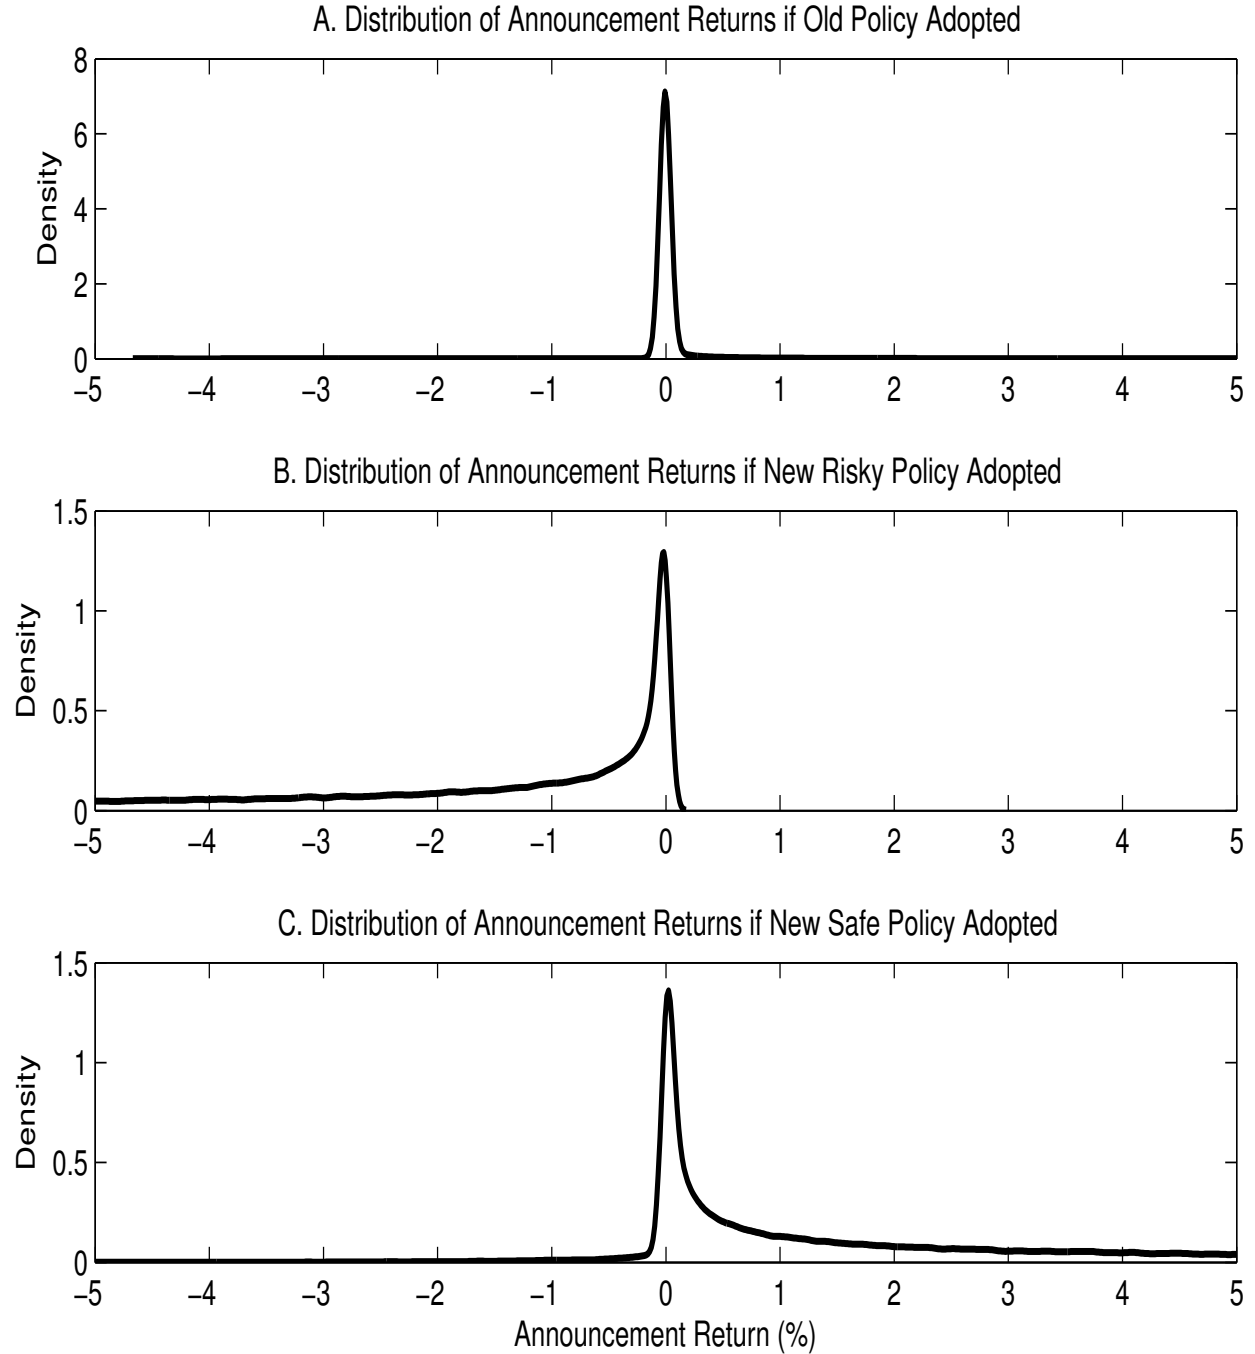 A. Distribution of Announcement Returns if Old Policy Adopted
8
6
4
2
0
Density
−5 −4 −3 −2 −1 0 1 2 3 4 5
B. Distribution of Announcement Returns if New Risky Policy Adopted
1.5
1
0.5
0
Density
−5 −4 −3 −2 −1 0 1 2 3 4 5
C. Distribution of Announcement Returns if New Safe Policy Adopted
1.5
1
0.5
0
Density
−5 −4 −3 −2 −1 0 1 2 3 4 5
Announcement Return (%)